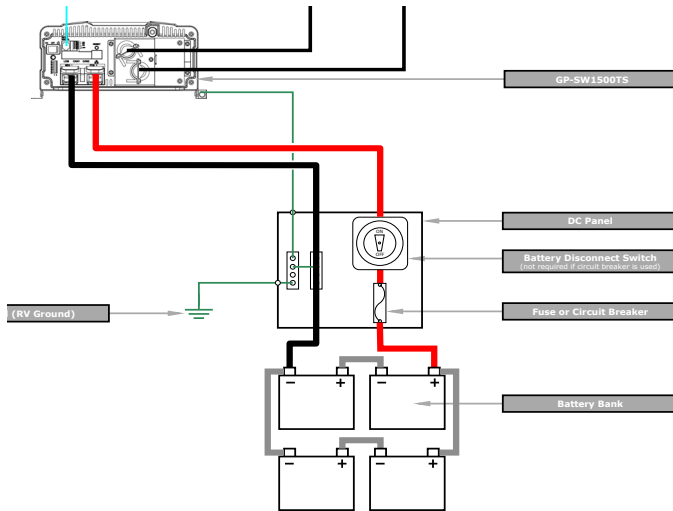 GP-SW1500TS
DC Panel
ON
OFF
Battery Disconnect Switch
(not required if circuit breaker is used)
(RV Ground)
Fuse or Circuit Breaker
− + − +
Battery Bank
− + − +